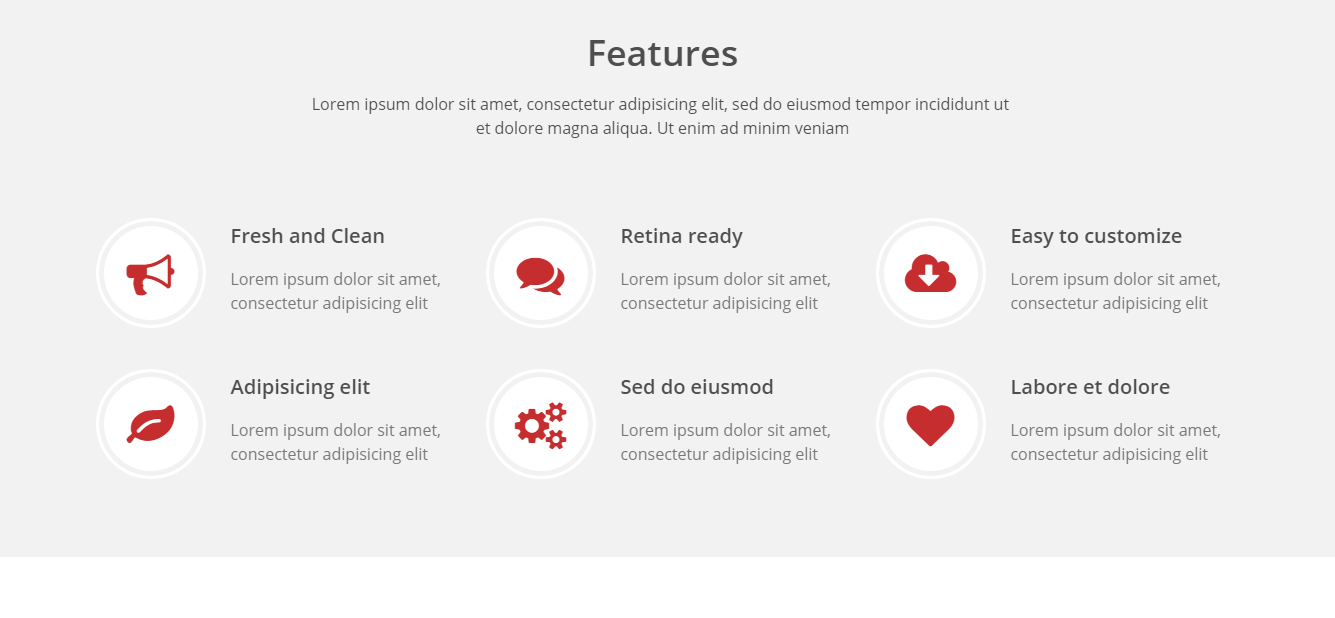 Features
Lorem ipsum dolor sit amet, consectetur adipisicing elit, sed do eiusmod tempor incididunt ut
et dolore magna aliqua. Ut enim ad minim veniam
Fresh and Clean
Lorem ipsum dolor sit amet,
consectetur adipisicing elit
Retina ready
Lorem ipsum dolor sit amet,
consectetur adipisicing elit
Easy to customize
Lorem ipsum dolor sit amet,
consectetur adipisicing elit
Adipisicing elit
Lorem ipsum dolor sit amet,
consectetur adipisicing elit
Sed do eiusmod
Lorem ipsum dolor sit amet,
consectetur adipisicing elit
Labore et dolore
Lorem ipsum dolor sit amet,
consectetur adipisicing elit